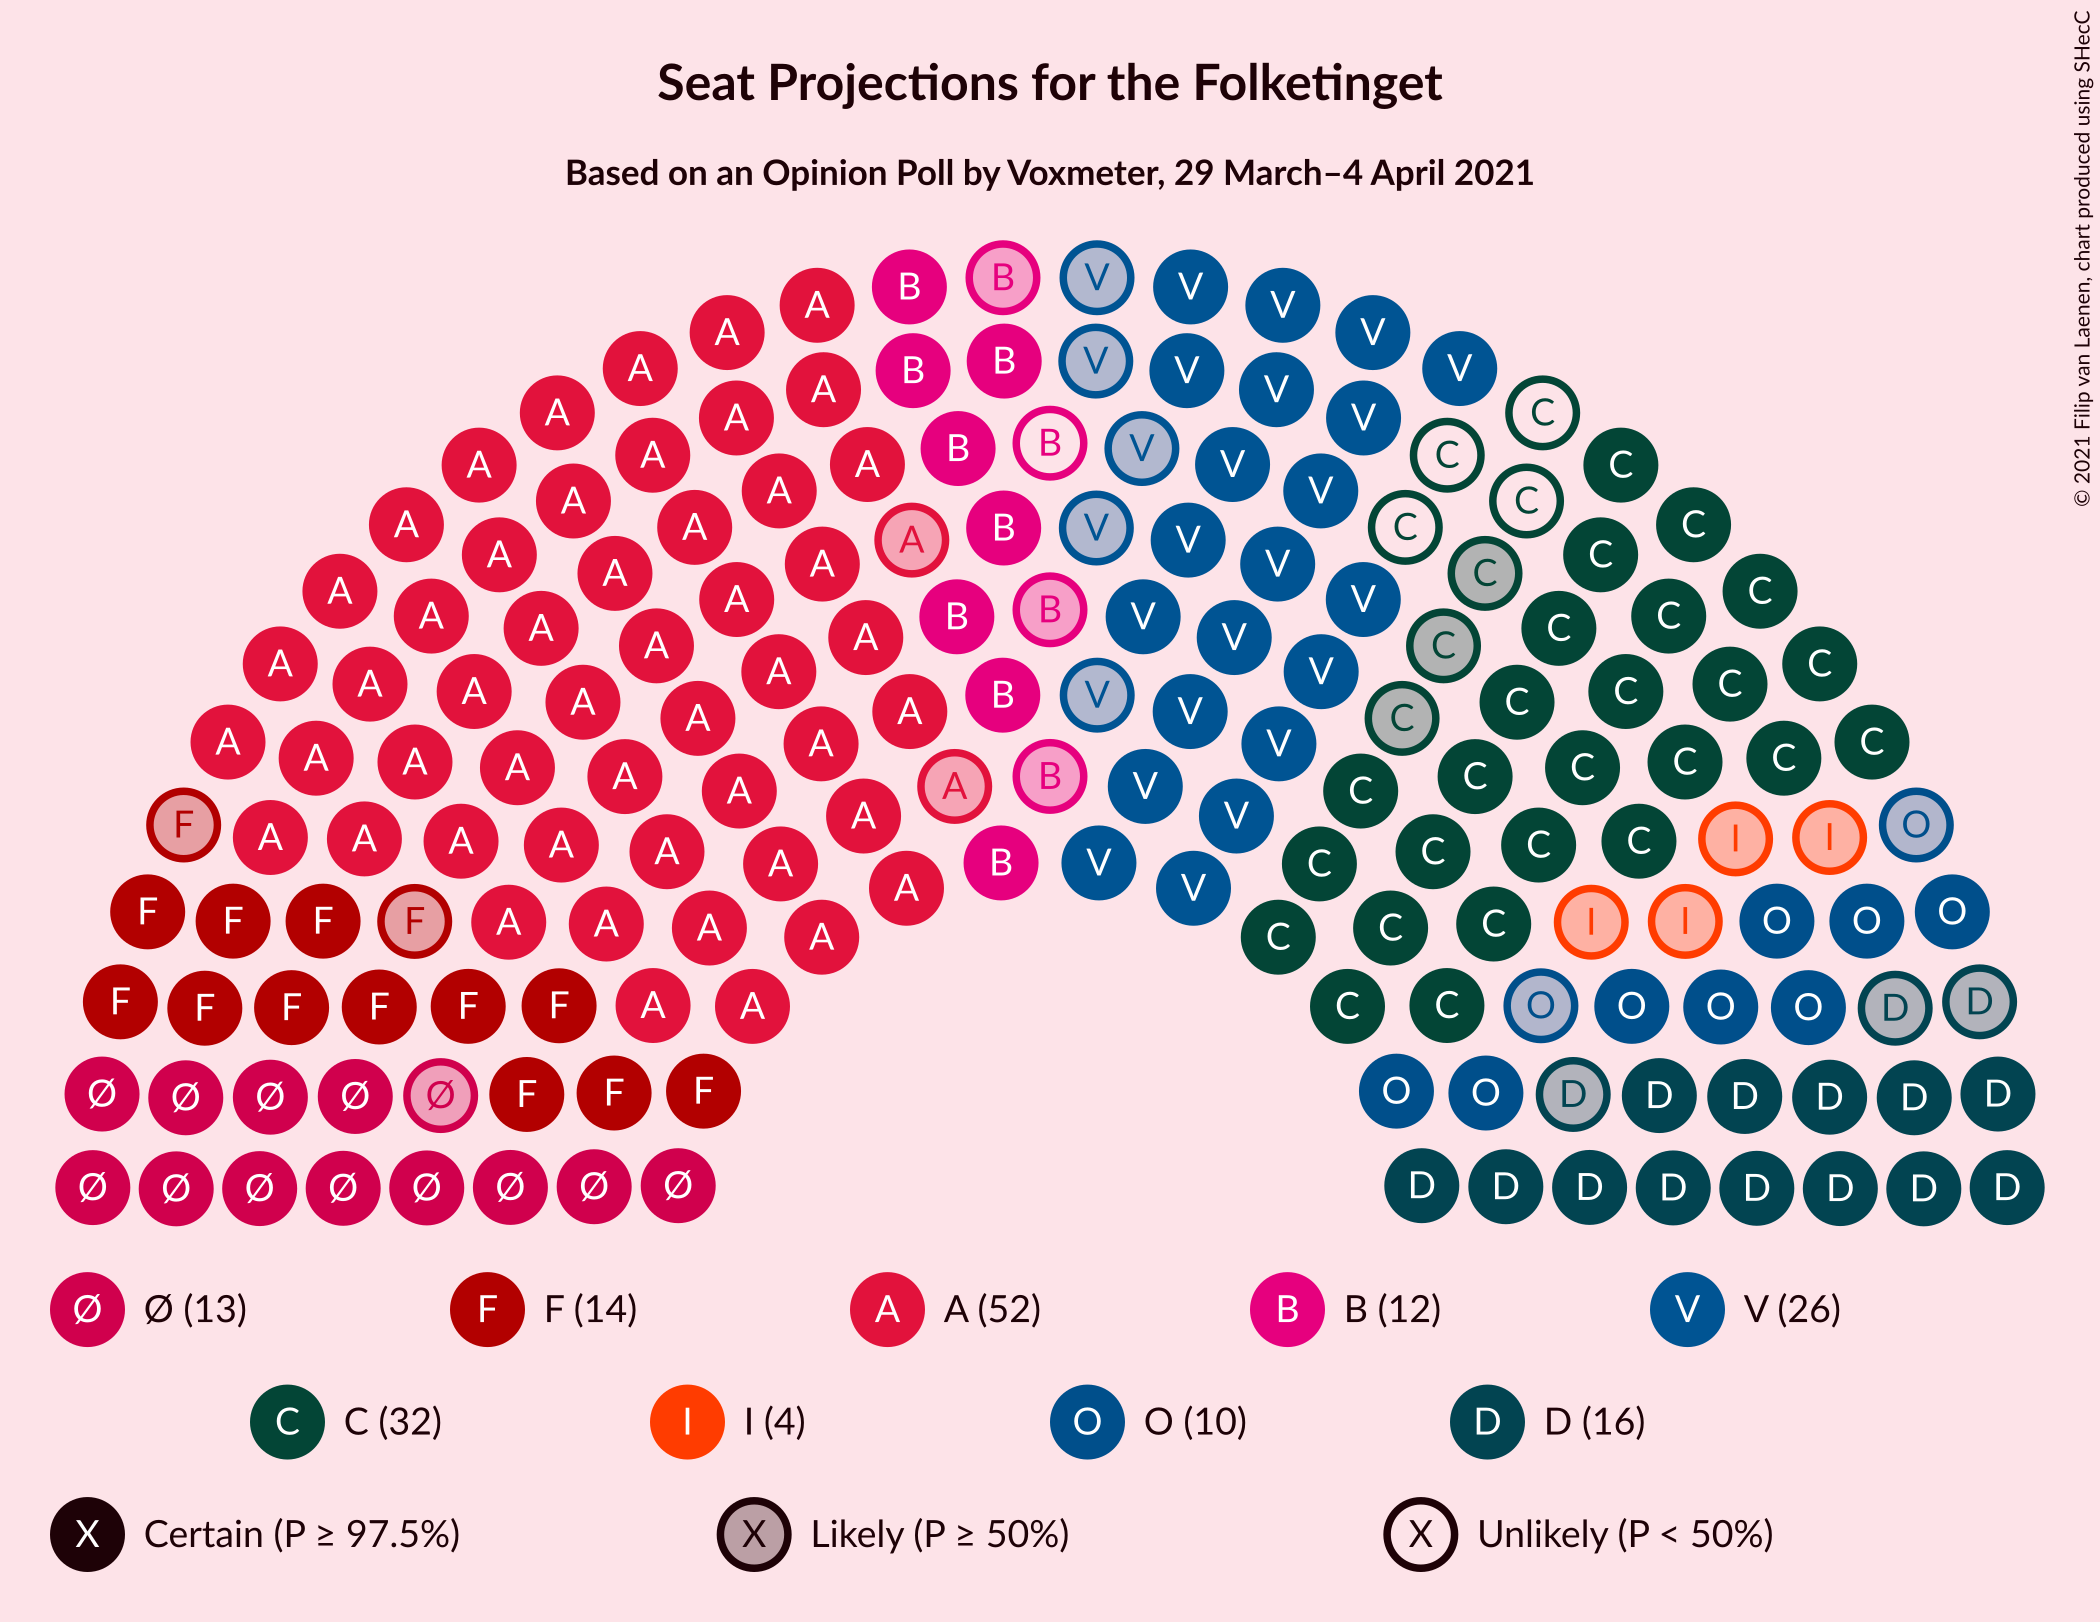 Seat Projections for the Folketinget
Based on an Opinion Poll by Voxmeter, 29 March–4 April 2021
© 2021 Filip van Laenen, chart produced using SHecC
A B B V V V
A A B B V V V V
A A A V V C
A A A B B V V C C
A A A A B V V C C C
A A A A V V C C
A A A B B V V C C
A A A A V C C C
A A A A A A B V V V C C C C
A A A A A A V C C C C C
A A B V C
F A A A A A A V C C C I I O
A A B V V C
F F F F A A A A C C C I I O O O
F F F F F F A A C C O O O O D D
Ø Ø Ø Ø Ø F F F O O D D D D D D
Ø Ø Ø Ø Ø Ø Ø Ø D D D D D D D D
Ø Ø (13) F F (14) A A (52) B B (12) V V (26)
C C (32) I I (4) O O (10) D D (16)
X Certain (P ≥ 97.5%) X Likely (P ≥ 50%) X Unlikely (P < 50%)